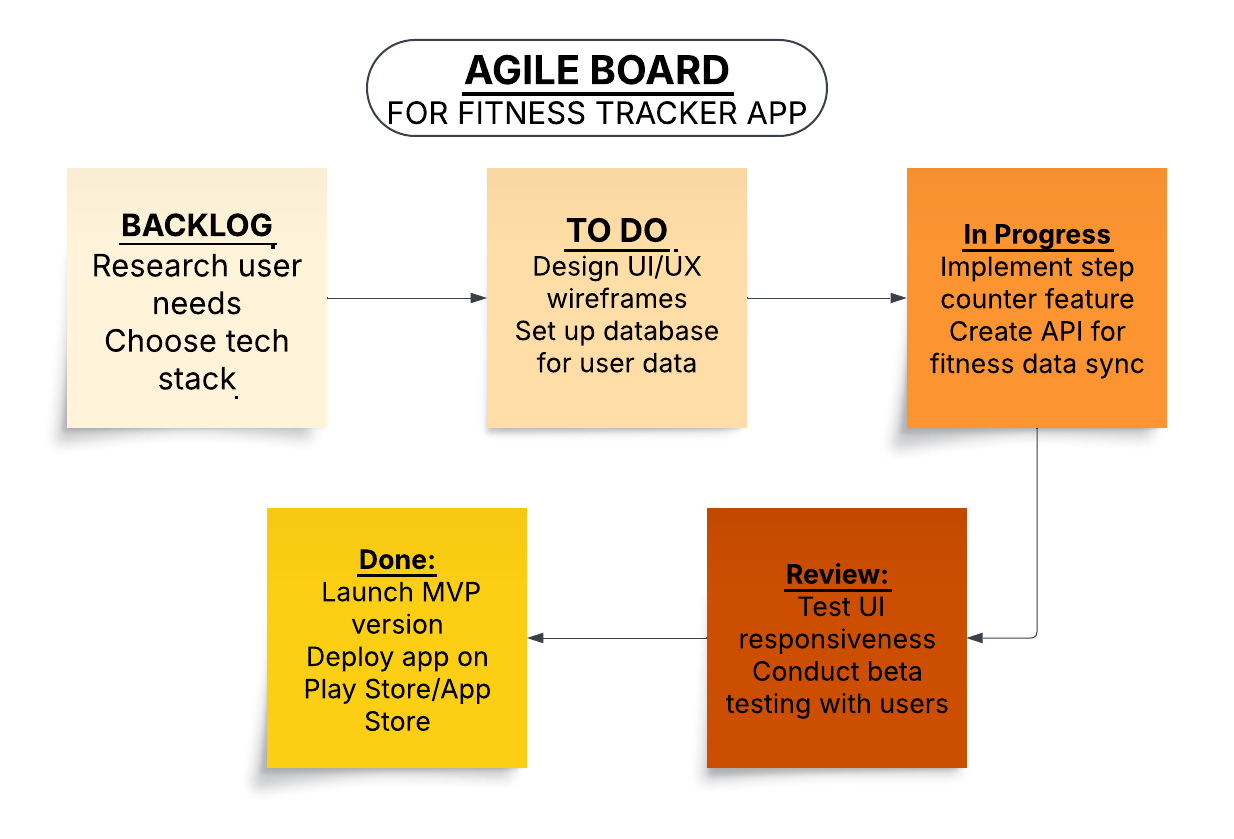 AGILE BOARD
FOR FITNESS TRACKER APP
BACKLOG
Research user
needs
Choose tech
stack
TO DO
Design UI/UX
wireframes
Set up database
for user data
In Progress
Implement step
counter feature
Create API for
fitness data sync
Review:
Test UI
responsiveness
Conduct beta
testing with users
Done:
Launch MVP
version
Deploy app on
Play Store/App
Store